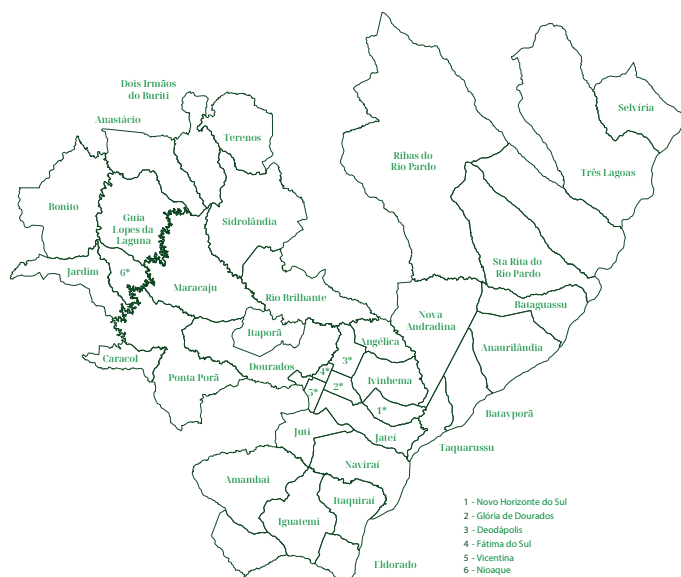 Dois Irmãos
do Buriti
Anastácio
Terenos
Selvíria
Ribas do
Rio Pardo
Três Lagoas
Bonito
Guia
Lopes da
Laguna
Sidrolândia
Jardim
6*
Maracaju
Sta Rita do
Rio Pardo
Rio Brilhante
Bataguassu
Nova
Andradina
Itaporã
Angélica
Anaurilândia
Caracol
3*
Dourados
4*
Ponta Porã
Ivinhema
2*
5*
1*
Batayporã
Juti
Jateí
Taquarussu
Naviraí
Amambai
Itaquiraí
Iguatemi
Eldorado
1 - Novo Horizonte do Sul
2 - Glória de Dourados
3 - Deodápolis
4 - Fátima do Sul
5 - Vicentina
6 - Nioaque